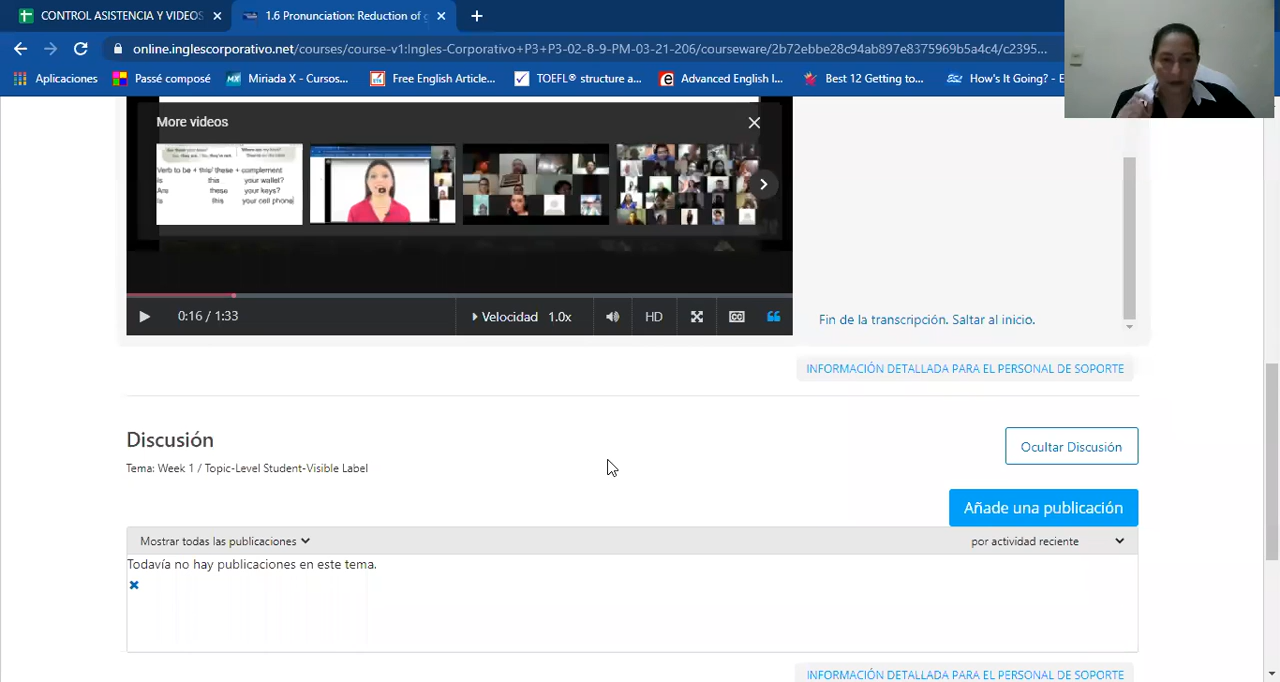 CONTROL ASISTENCIA Y VIDEOS
1.6 Pronunciation: Reduction of
online.inglescorporativo.net/courses/course-v1:Ingles-Corporativo+P3+P3-02-8-9-PM-03-21-206/courseware/2b72ebbe28c94ab897e8375969b5a4c4/c2395...
Aplicaciones
Passé composé
Miriada X - Cursos...
Free English Article...
TOEFL® structure a...
Advanced English I...
Best 12 Getting to...
How's It Going? - E
More videos
Verb to be + this/ these + complement
Is this your wallet?
Are these your keys?
Is this your cell phone
0:16 / 1:33
Velocidad 1.0x
HD
CC
Fin de la transcripción. Saltar al inicio.
INFORMACIÓN DETALLADA PARA EL PERSONAL DE SOPORTE
Discusión
Ocultar Discusión
Tema: Week 1 / Topic-Level Student-Visible Label
Añade una publicación
Mostrar todas las publicaciones
por actividad reciente
Todavía no hay publicaciones en este tema.
INFORMACIÓN DETALLADA PARA EL PERSONAL DE SOPORTE